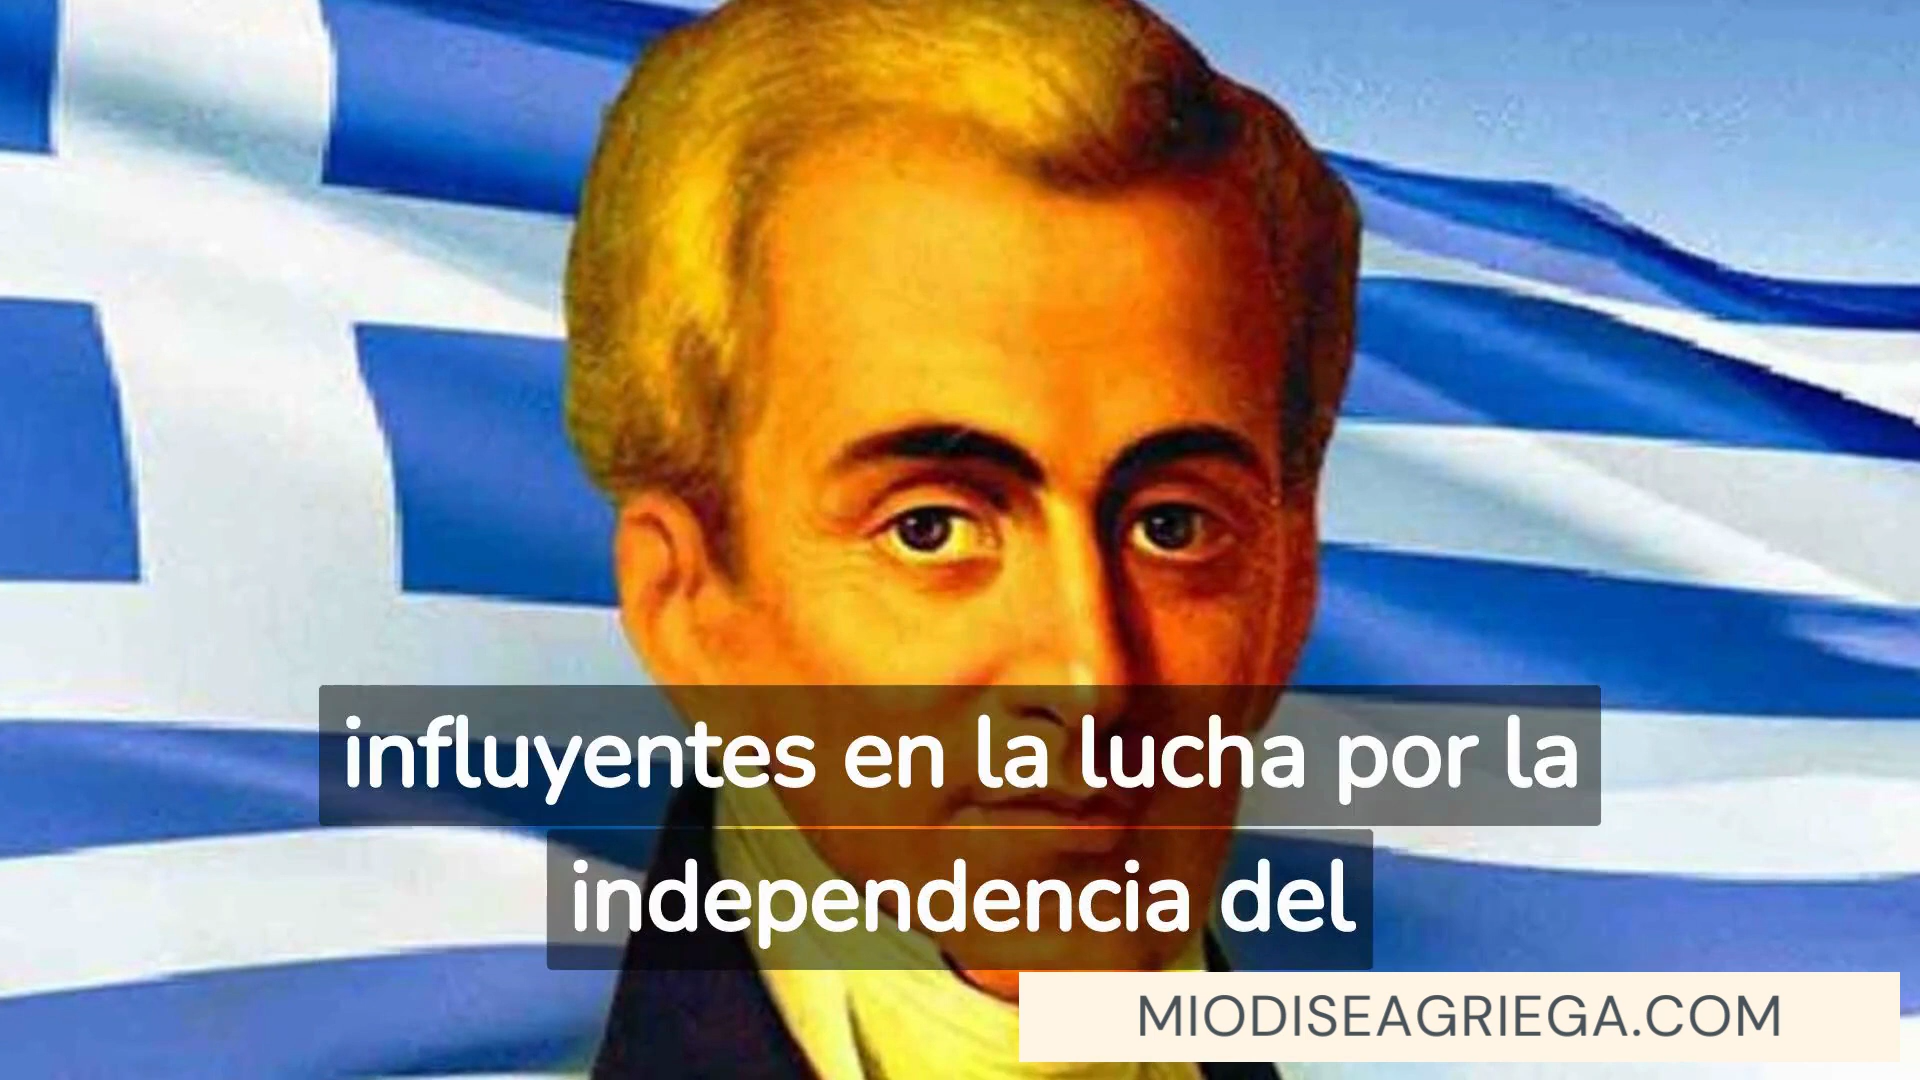 influyentes en la lucha por la
independencia del
MIODISEAGRIEGA.COM